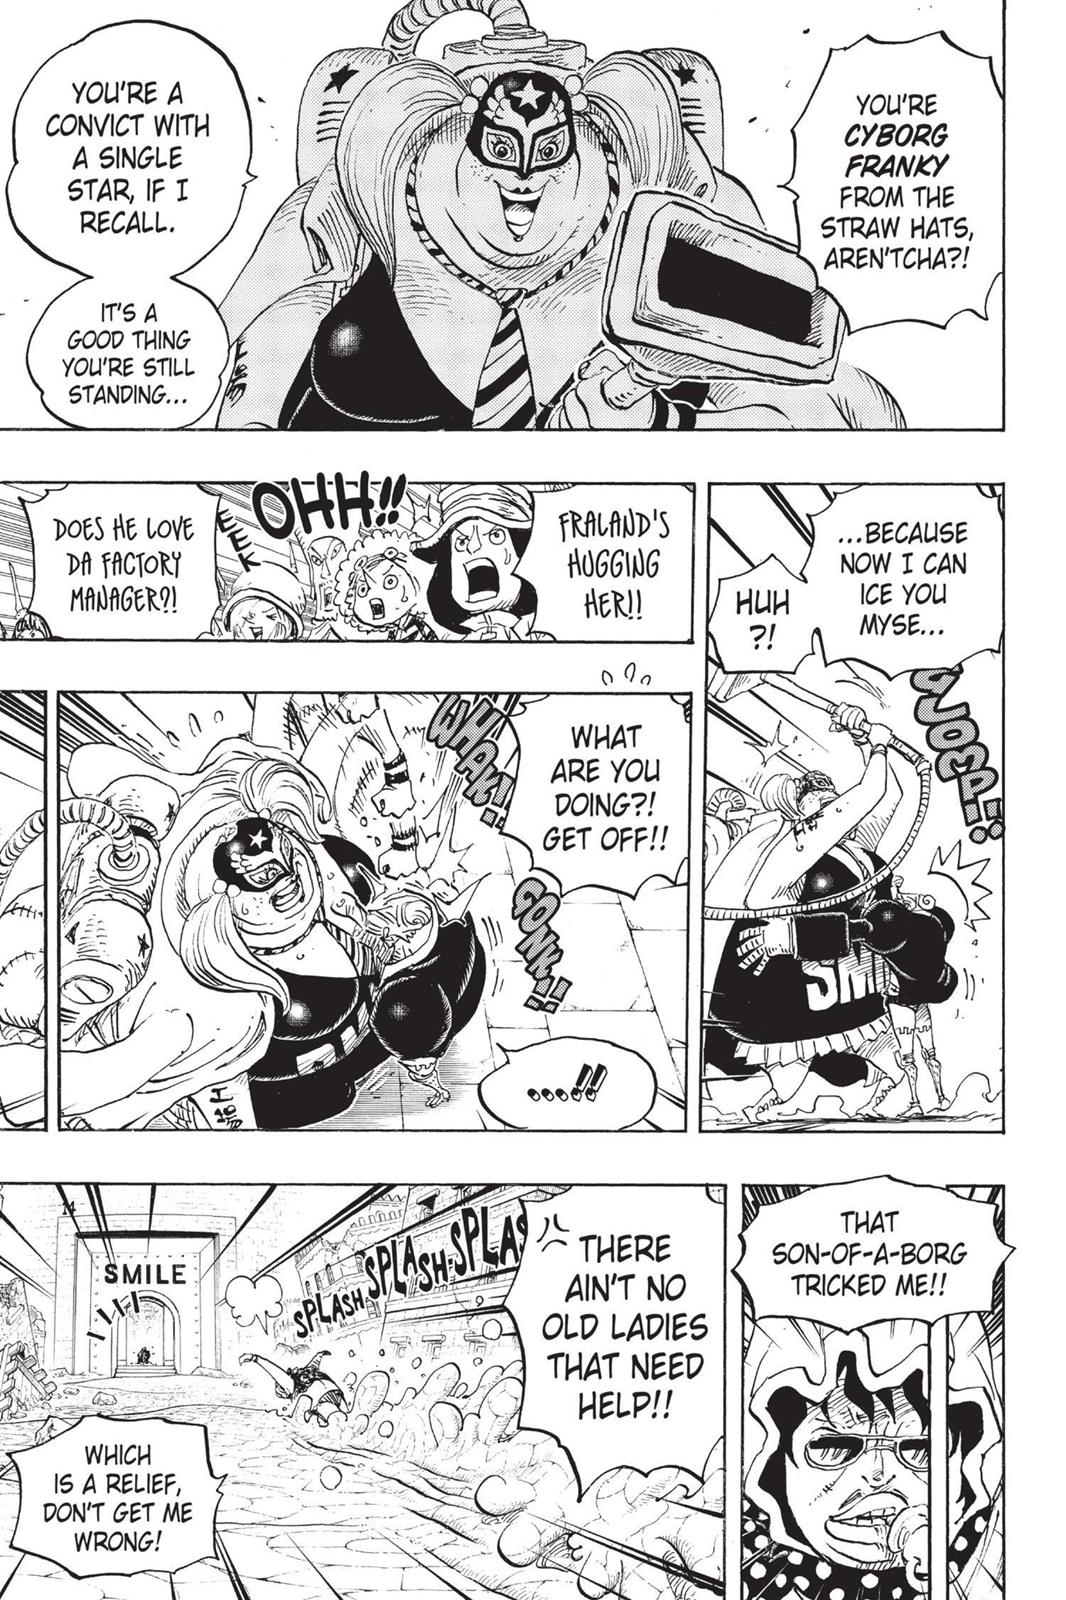 YOU'RE
CYBORG
FRANKY
FROM THE
STRAW HATS,
AREN'TCHA?!
YOU'RE A
CONVICT WITH
A SINGLE
STAR, IF I
RECALL.
IT'S A
GOOD THING
YOU'RE STILL
STANDING...
...BECAUSE
NOW I CAN
ICE YOU
MYSE...
HUH
?!
WOMP!!
SM
FRALAND'S
HUGGING
HER!!
OHH!!
EEK
DOES HE LOVE
DA FACTORY
MANAGER?!
WHAT
ARE YOU
DOING?!
GET OFF!!
WHAK!!
CONK!!
....!!
THAT
SON-OF-A-BORG
TRICKED ME!!
THERE
AIN'T NO
OLD LADIES
THAT NEED
HELP!!
SPLASH SPLASH SPLAS
SMILE
14
WHICH
IS A RELIEF,
DON'T GET ME
WRONG!